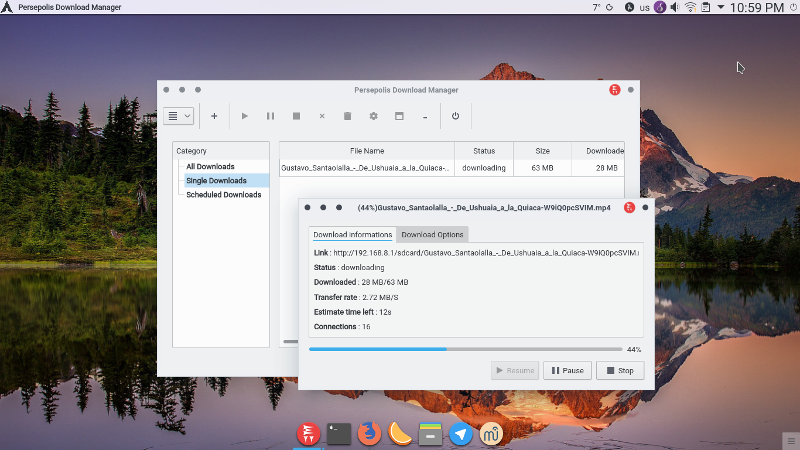 Persepolis Download Manager
7°
us
10:59 PM
Persepolis Download Manager
Category
All Downloads
Single Downloads
Scheduled Downloads
File Name Status Size Downloade
Gustavo_Santaolalla_-_De_Ushuaia_a_la_Quiaca-.. downloading 63 MB 28 MB
(44%)Gustavo_Santaolalla_-_De_Ushuaia_a_la_Quiaca-W9iQ0pcSVIM.mp4
Download Informations Download Options
Link : http://192.168.8.1/sdcard/Gustavo_Santaolalla_-_De_Ushuaia_a_la_Quiaca-W9iQ0pcSVIM.
Status : downloading
Downloaded : 28 MB/63 MB
Transfer rate : 2.72 MB/S
Estimate time left : 12s
Connections : 16
44%
Resume Pause Stop